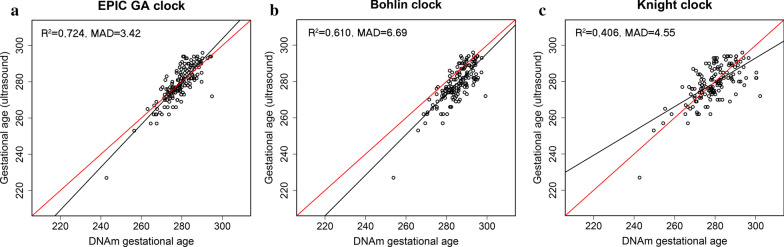 a EPIC GA clock
R²=0,724, MAD=3.42
Gestational age (ultrasound)
300
280
260
240
220
220 240 260 280 300
DNAm gestational age
b Bohlin clock
R²=0,610, MAD=6.69
Gestational age (ultrasound)
300
280
260
240
220
220 240 260 280 300
DNAm gestational age
c Knight clock
R²=0,406, MAD=4.55
Gestational age (ultrasound)
300
280
260
240
220
220 240 260 280 300
DNAm gestational age